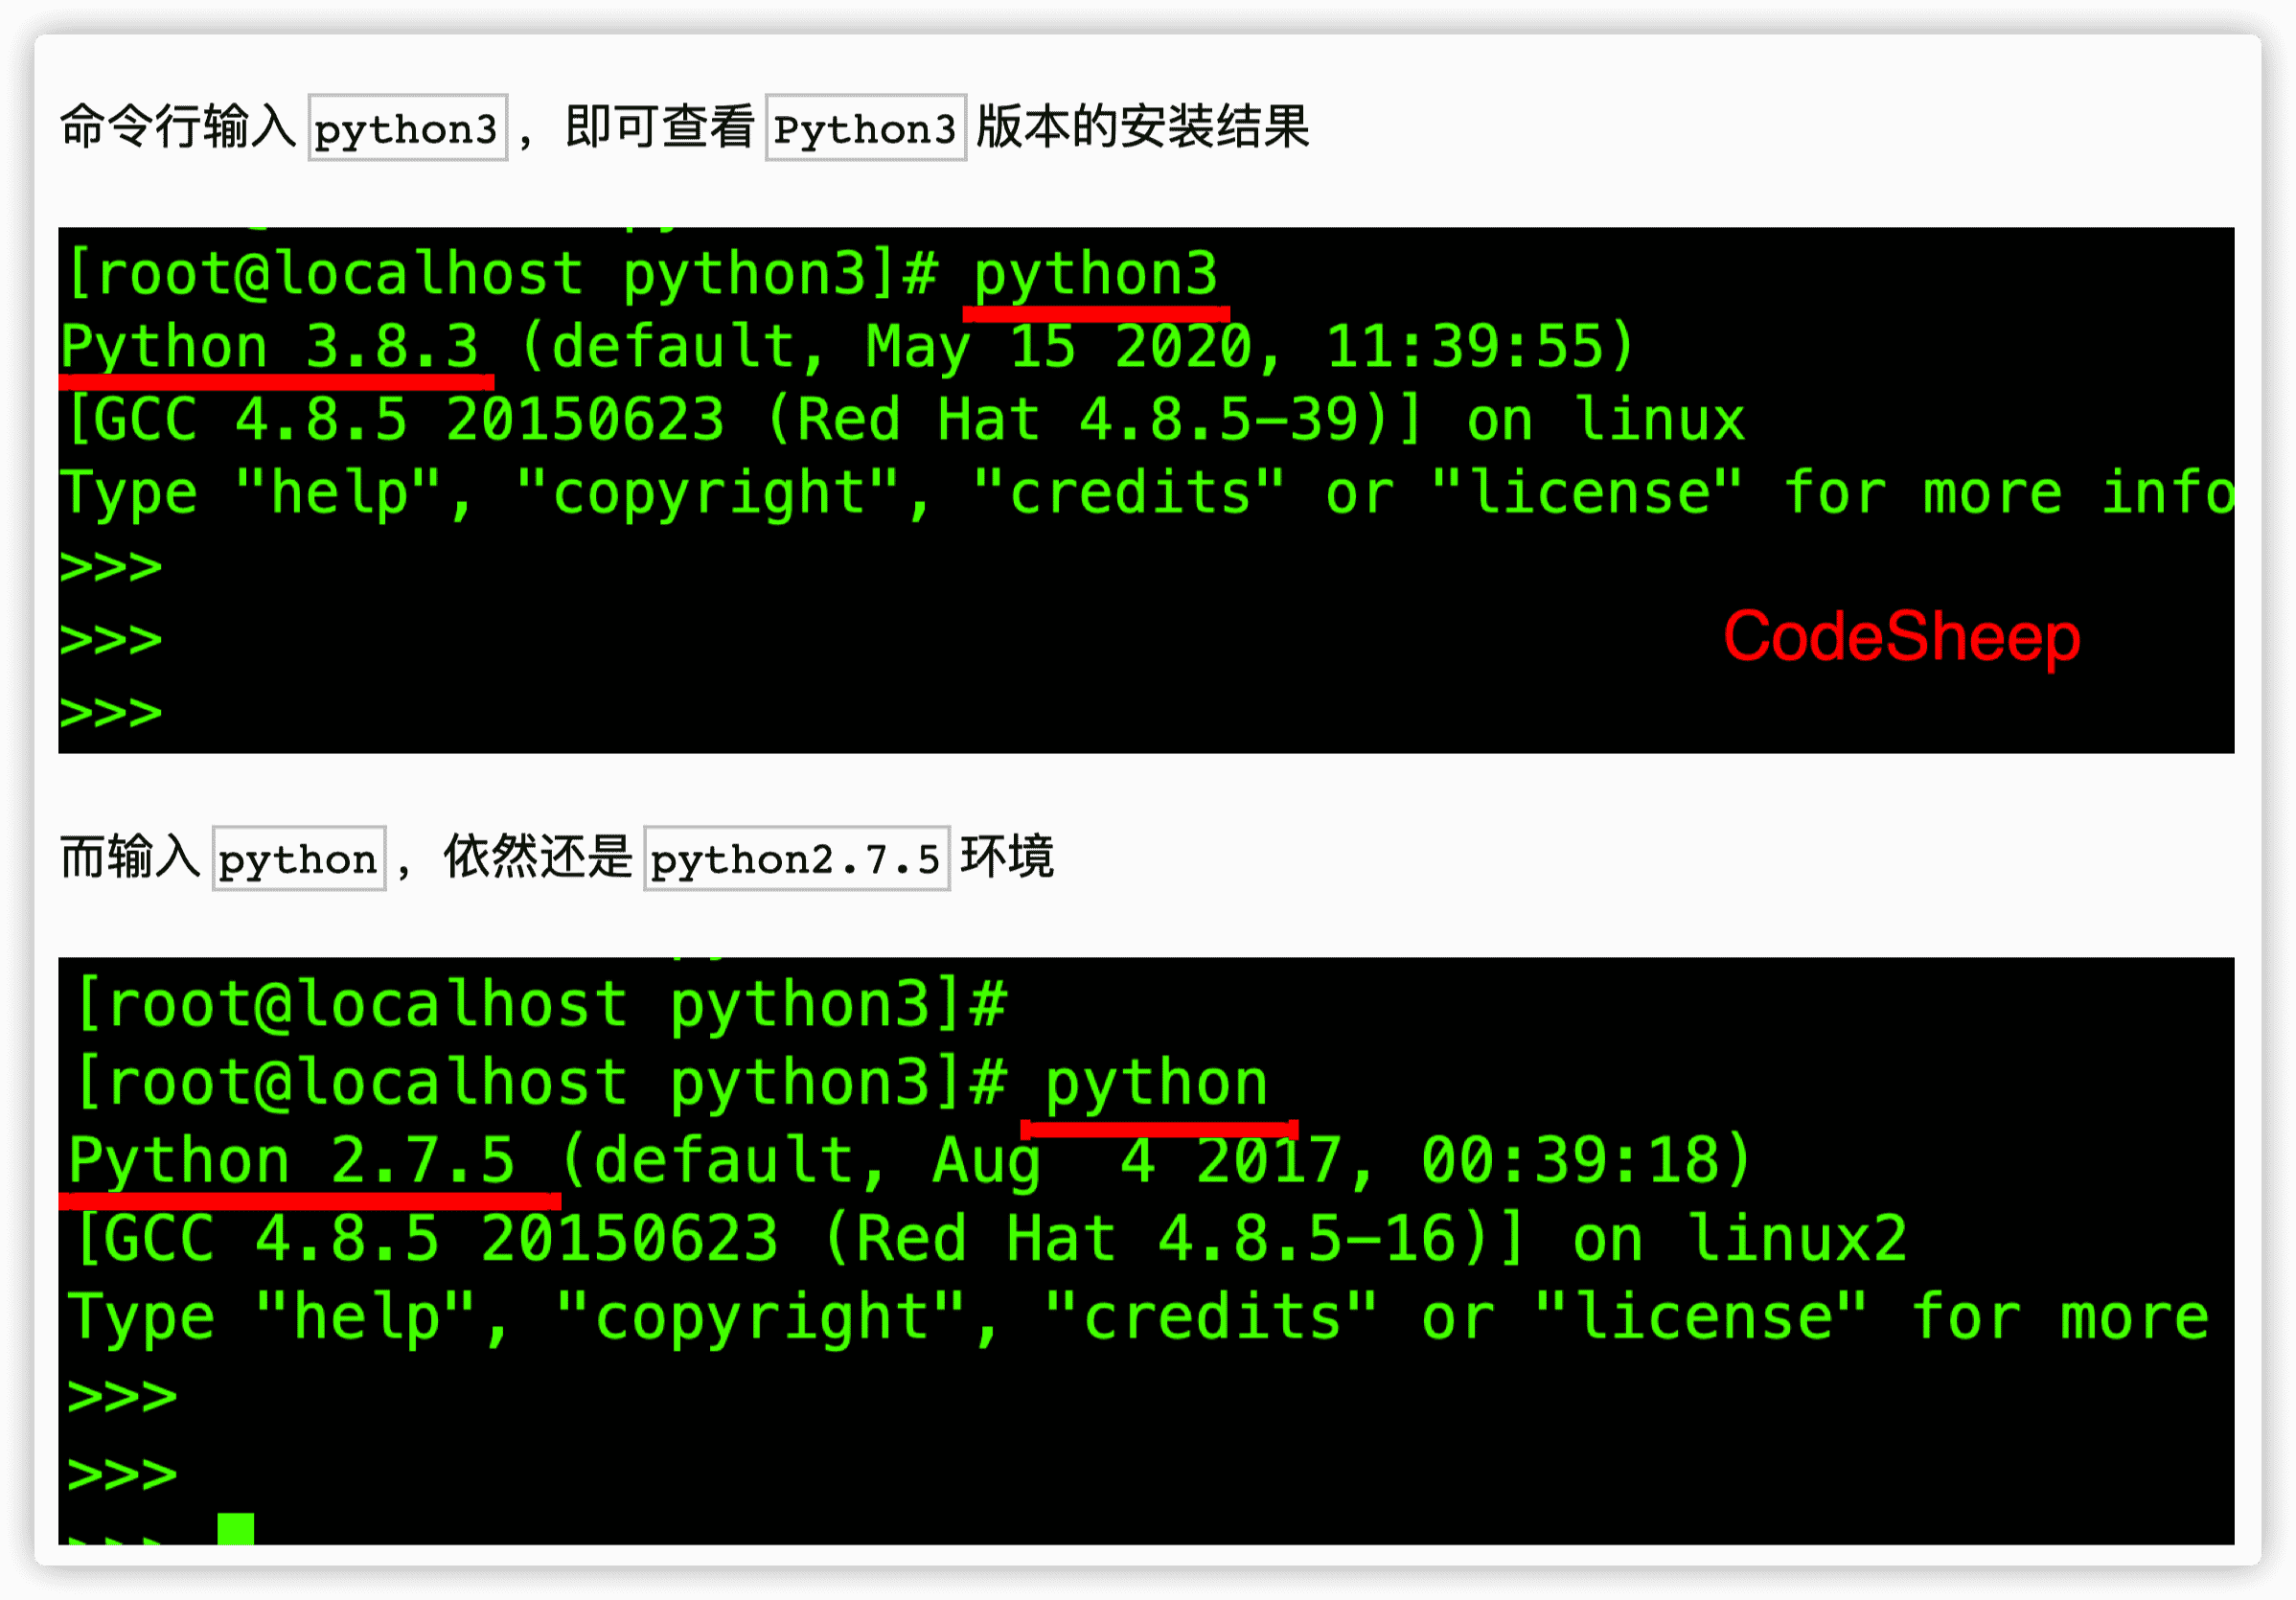 命令行输入 python3 ，即可查看 Python3 版本的安装结果
[root@localhost python3]# python3
Python 3.8.3 (default, May 15 2020, 11:39:55)
[GCC 4.8.5 20150623 (Red Hat 4.8.5-39)] on linux
Type "help", "copyright", "credits" or "license" for more info
>>>
>>>
CodeSheep
>>>
而输入 python ，依然还是 python2.7.5 环境
[root@localhost python3]#
[root@localhost python3]# python
Python 2.7.5 (default, Aug  4 2017, 00:39:18)
[GCC 4.8.5 20150623 (Red Hat 4.8.5-16)] on linux2
Type "help", "copyright", "credits" or "license" for more
>>>
>>>
>>>